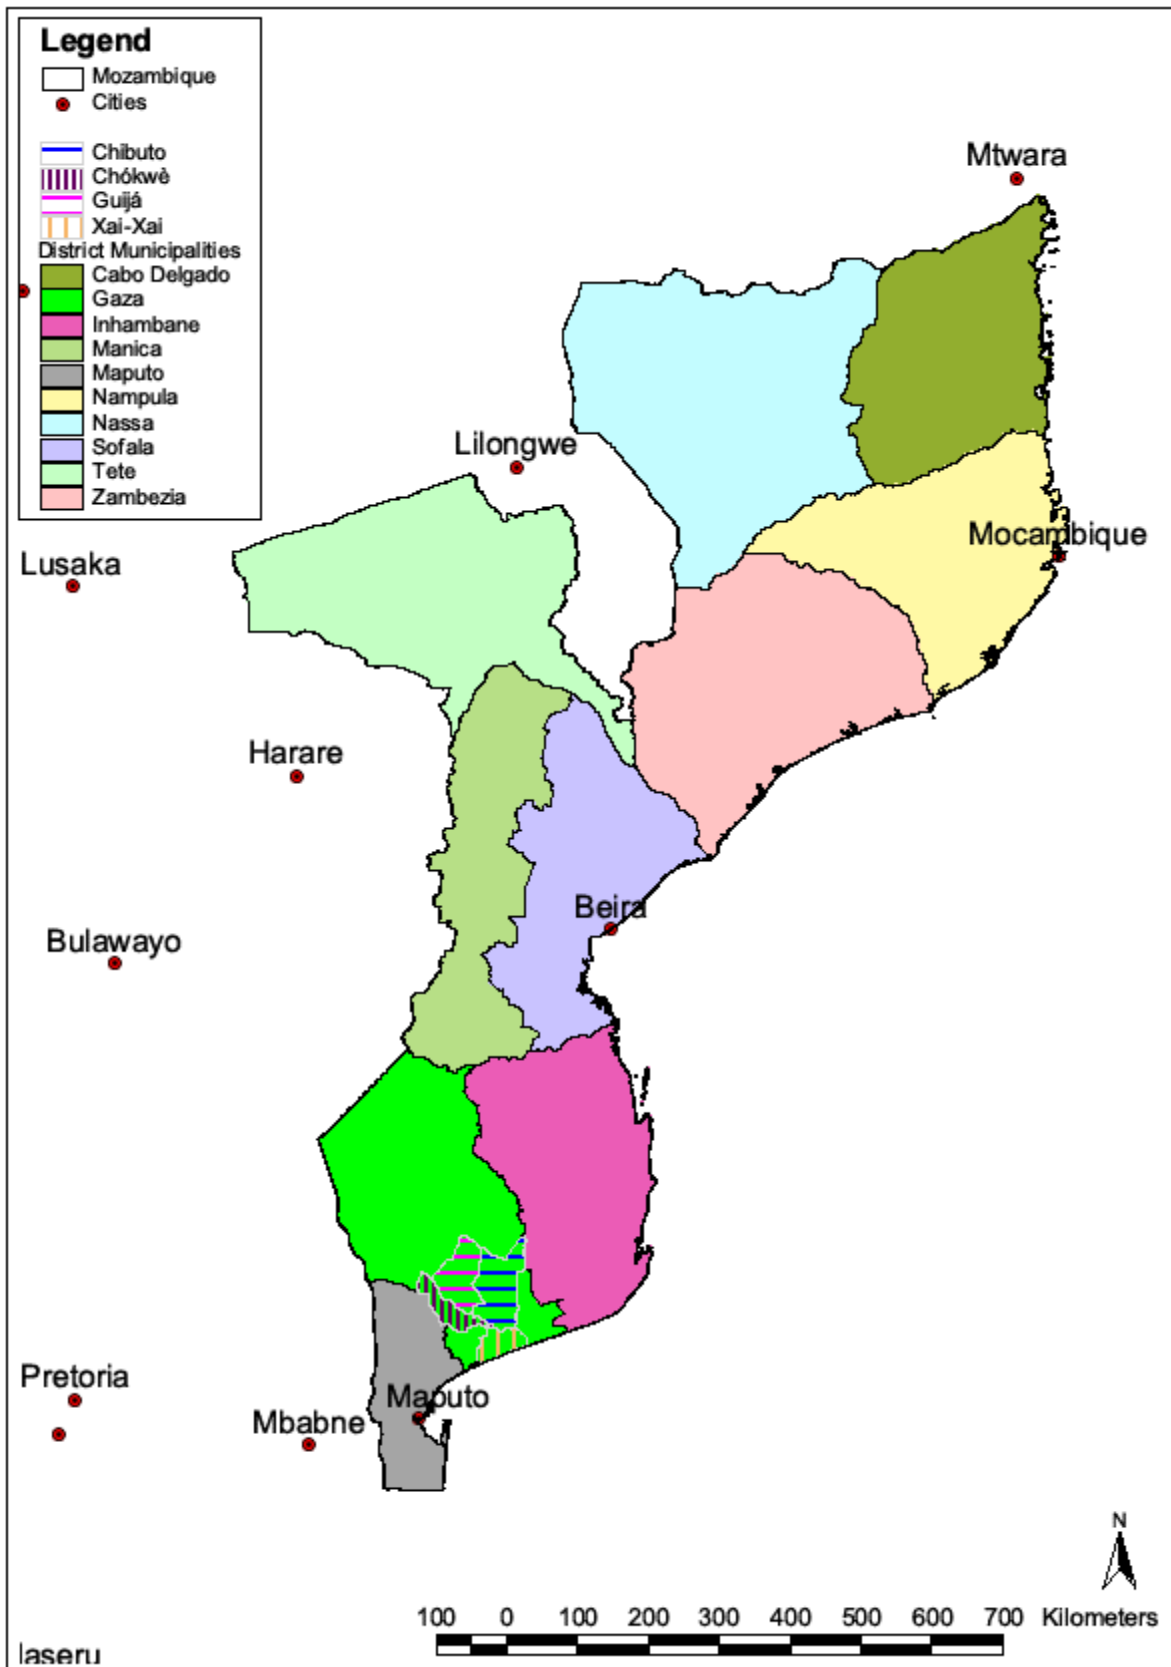 Legend
Mozambique
Cities
Chibuto
Chókwè
Guijá
Xai-Xai
District Municipalities
Cabo Delgado
Gaza
Inhambane
Manica
Maputo
Nampula
Nassa
Sofala
Tete
Zambezia
Mtwara
Lilongwe
Mocambique
Lusaka
Harare
Beira
Bulawayo
Pretoria
Maputo
Mbabne
N
100 0 100 200 300 400 500 600 700 Kilometers
laseru